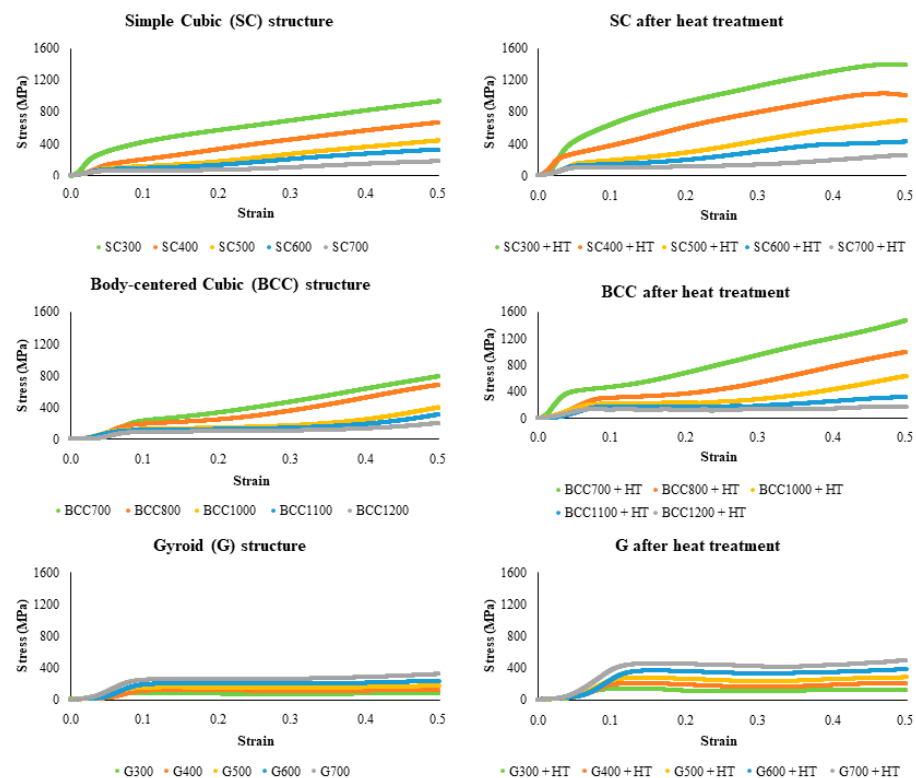 Simple Cubic (SC) structure
1600
1200
800
400
0
Stress (MPa)
0.0 0.1 0.2 0.3 0.4 0.5
Strain
SC300 SC400 SC500 SC600 SC700
SC after heat treatment
1600
1200
800
400
0
Stress (MPa)
0.0 0.1 0.2 0.3 0.4 0.5
Strain
SC300 + HT SC400 + HT SC500 + HT SC600 + HT SC700 + HT
Body-centered Cubic (BCC) structure
1600
1200
800
400
0
Stress (MPa)
0.0 0.1 0.2 0.3 0.4 0.5
Strain
BCC700 BCC800 BCC1000 BCC1100 BCC1200
BCC after heat treatment
1600
1200
800
400
0
Stress (MPa)
0.0 0.1 0.2 0.3 0.4 0.5
Strain
BCC700 + HT BCC800 + HT BCC1000 + HT
BCC1100 + HT BCC1200 + HT
Gyroid (G) structure
1600
1200
800
400
0
Stress (MPa)
0.0 0.1 0.2 0.3 0.4 0.5
Strain
G300 G400 G500 G600 G700
G after heat treatment
1600
1200
800
400
0
Stress (MPa)
0.0 0.1 0.2 0.3 0.4 0.5
Strain
G300 + HT G400 + HT G500 + HT G600 + HT G700 + HT